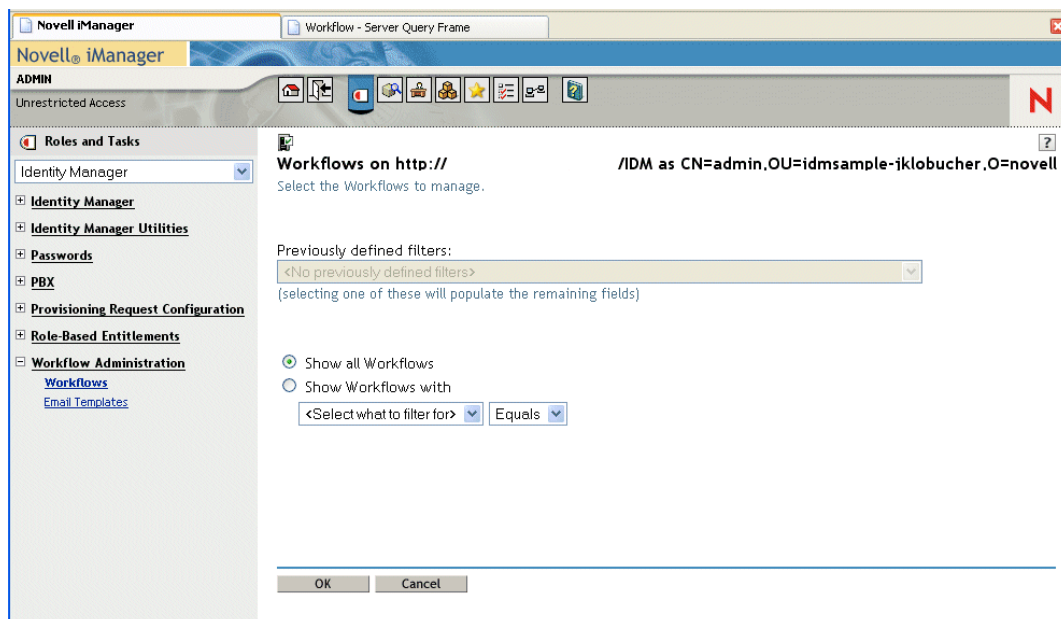 Novell iManager
Workflow - Server Query Frame
Novell® iManager
ADMIN
Unrestricted Access
N
Roles and Tasks
Identity Manager
Identity Manager
Identity Manager Utilities
Passwords
PBX
Provisioning Request Configuration
Role-Based Entitlements
Workflow Administration
Workflows
Email Templates
?
Workflows on http:// /IDM as CN=admin,OU=idmsample-jklobucher,O=novell
Select the Workflows to manage.
Previously defined filters:
<No previously defined filters>
(selecting one of these will populate the remaining fields)
Show all Workflows
Show Workflows with
<Select what to filter for> Equals
OK Cancel